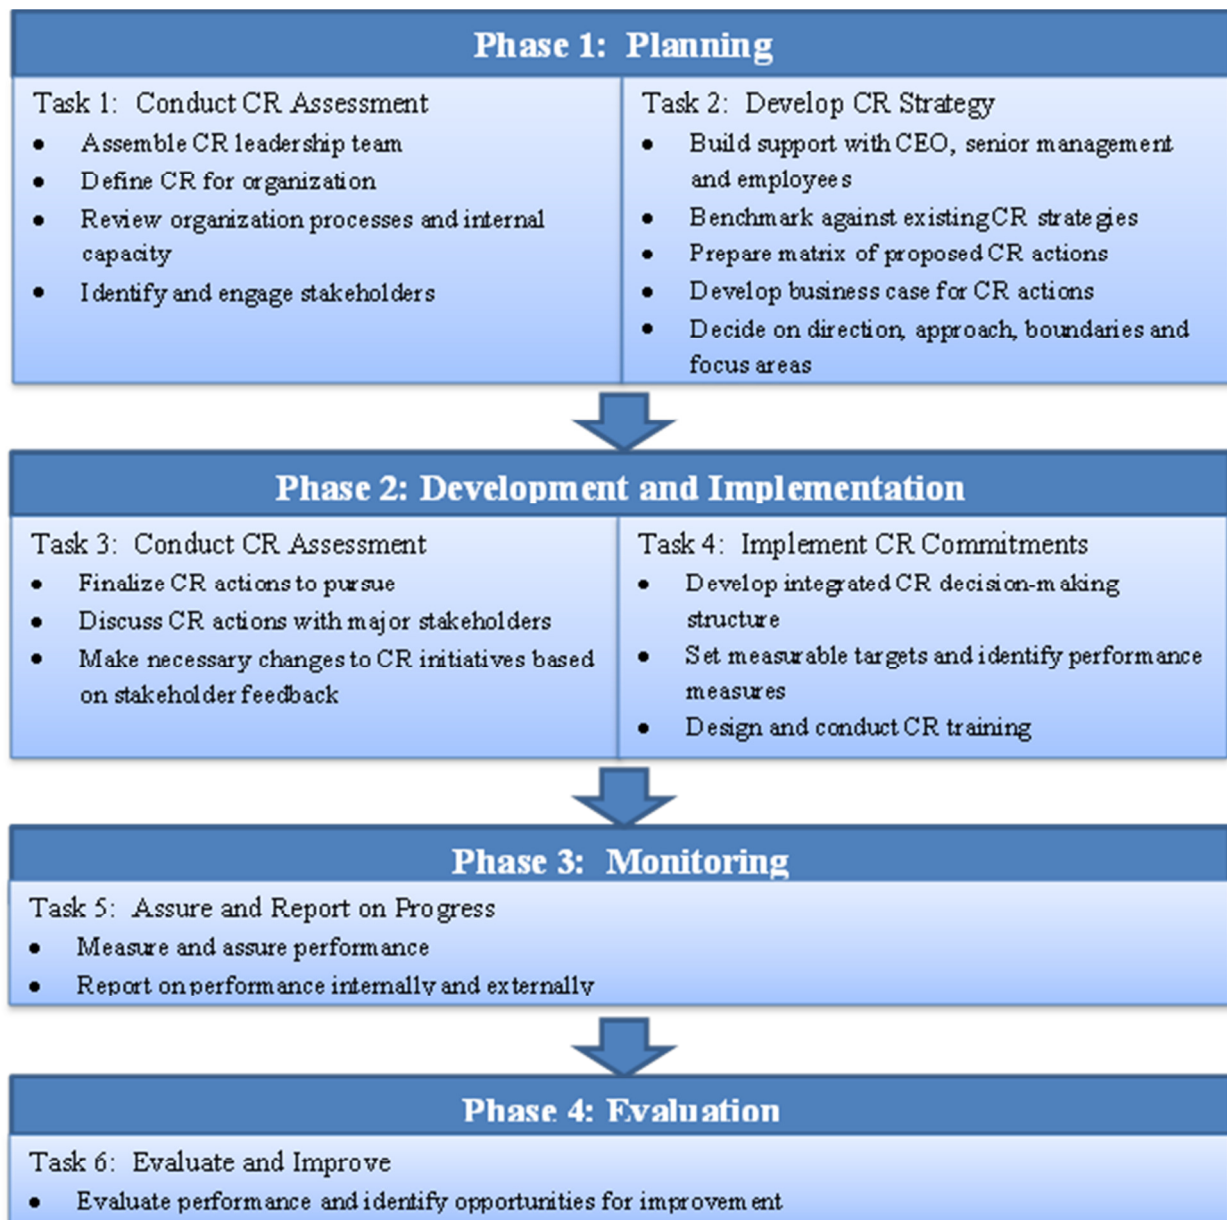 Phase 1: Planning
Task 1: Conduct CR Assessment
• Assemble CR leadership team
• Define CR for organization
• Review organization processes and internal
capacity
• Identify and engage stakeholders
Task 2: Develop CR Strategy
• Build support with CEO, senior management
and employees
• Benchmark against existing CR strategies
• Prepare matrix of proposed CR actions
• Develop business case for CR actions
• Decide on direction, approach, boundaries and
focus areas
Phase 2: Development and Implementation
Task 3: Conduct CR Assessment
• Finalize CR actions to pursue
• Discuss CR actions with major stakeholders
• Make necessary changes to CR initiatives based
on stakeholder feedback
Task 4: Implement CR Commitments
• Develop integrated CR decision-making
structure
• Set measurable targets and identify performance
measures
• Design and conduct CR training
Phase 3: Monitoring
Task 5: Assure and Report on Progress
• Measure and assure performance
• Report on performance internally and externally
Phase 4: Evaluation
Task 6: Evaluate and Improve
• Evaluate performance and identify opportunities for improvement